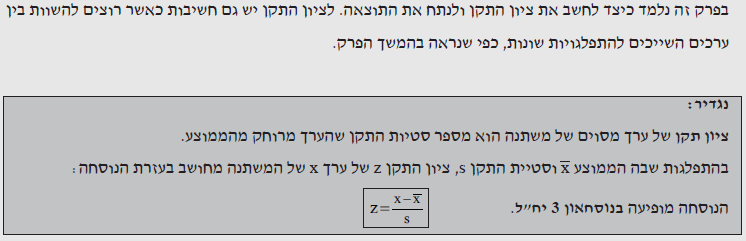 בפרק זה נלמד כיצד לחשב את ציון התקן ולנתח את התוצאה. לציון התקן יש גם חשיבות כאשר רוצים להשוות בין
ערכים השייכים להתפלגויות שונות, כפי שנראה בהמשך הפרק.
נגדיר:
ציון תקן של ערך מסוים של משתנה הוא מספר סטיות התקן שהערך מרוחק מהממוצע.
בהתפלגות שבה הממוצע x̅ וסטיית התקן s, ציון התקן z של ערך x של המשתנה מחושב בעזרת הנוסחה:
הנוסחה מופיעה בנוסחאון 3 יח"ל. z=(x−x̅)/s